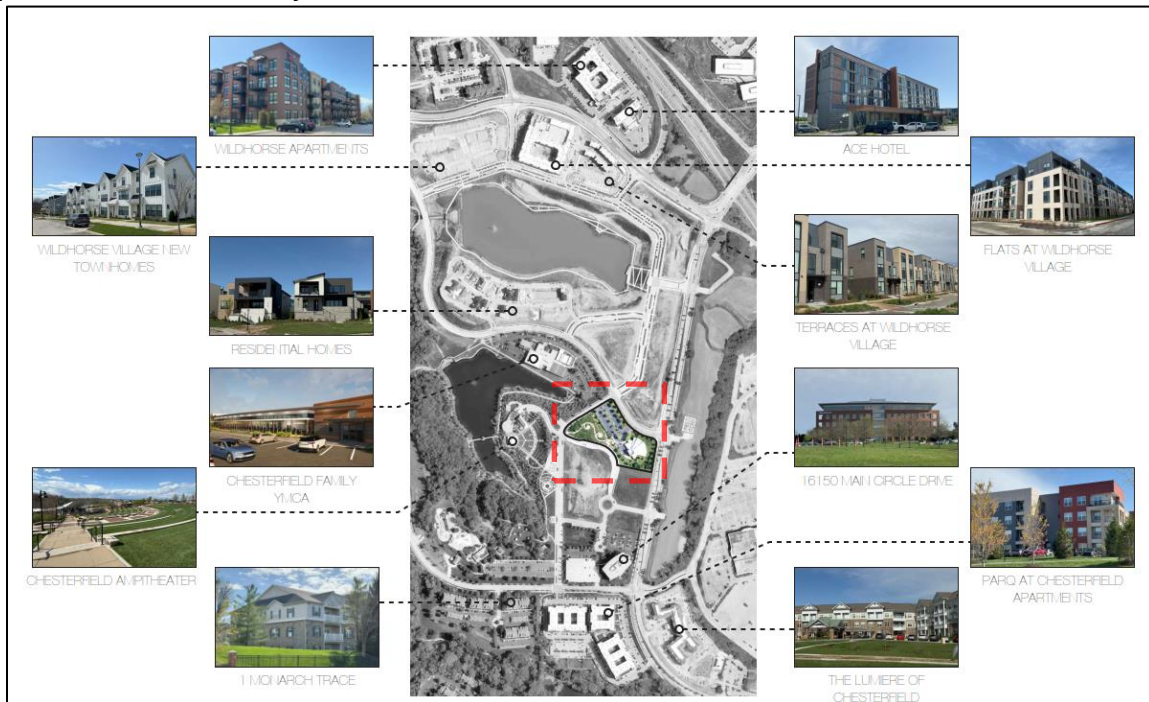 WILDHORSE APARTMENTS
ACE HOTEL
WILDHORSE VILLAGE NEW
TOWNHOMES
FLATS AT WILDHORSE
VILLAGE
RESIDENTIAL HOMES
TERRACES AT WILDHORSE
VILLAGE
CHESTERFIELD FAMILY
YMCA
16150 MAIN CIRCLE DRIVE
CHESTERFIELD AMPITHEATER
PARQ AT CHESTERFIELD
APARTMENTS
1 MONARCH TRACE
THE LUMIERE OF
CHESTERFIELD